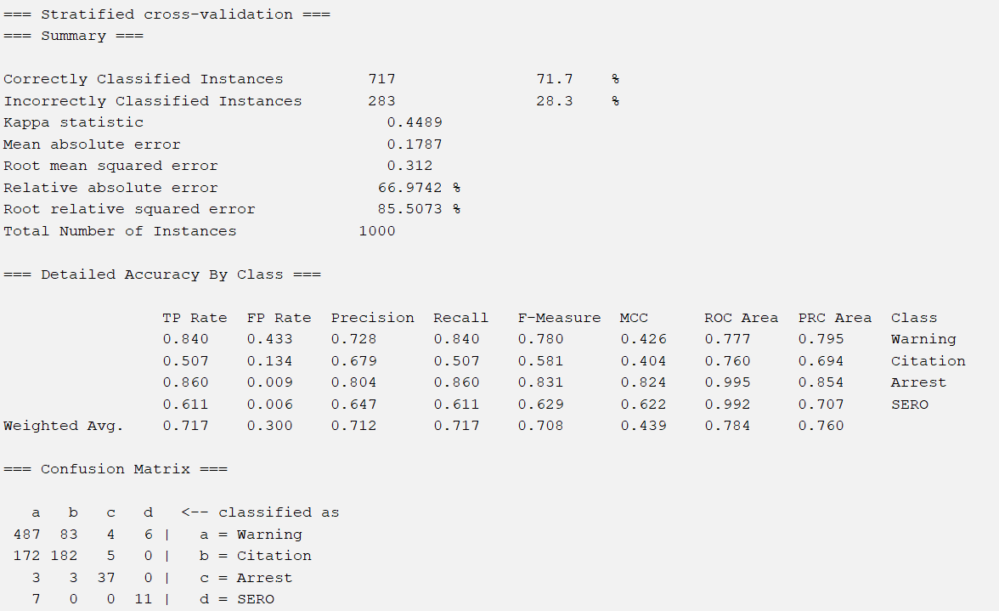 === Stratified cross-validation ===
=== Summary ===
Correctly Classified Instances 717 71.7 %
Incorrectly Classified Instances 283 28.3 %
Kappa statistic 0.4489
Mean absolute error 0.1787
Root mean squared error 0.312
Relative absolute error 66.9742 %
Root relative squared error 85.5073 %
Total Number of Instances 1000
=== Detailed Accuracy By Class ===
TP Rate FP Rate Precision Recall F-Measure MCC ROC Area PRC Area Class
0.840 0.433 0.728 0.840 0.780 0.426 0.777 0.795 Warning
0.507 0.134 0.679 0.507 0.581 0.404 0.760 0.694 Citation
0.860 0.009 0.804 0.860 0.831 0.824 0.995 0.854 Arrest
0.611 0.006 0.647 0.611 0.629 0.622 0.992 0.707 SERO
Weighted Avg. 0.717 0.300 0.712 0.717 0.708 0.439 0.784 0.760
=== Confusion Matrix ===
a b c d <-- classified as
487 83 4 6 | a = Warning
172 182 5 0 | b = Citation
3 3 37 0 | c = Arrest
7 0 0 11 | d = SERO